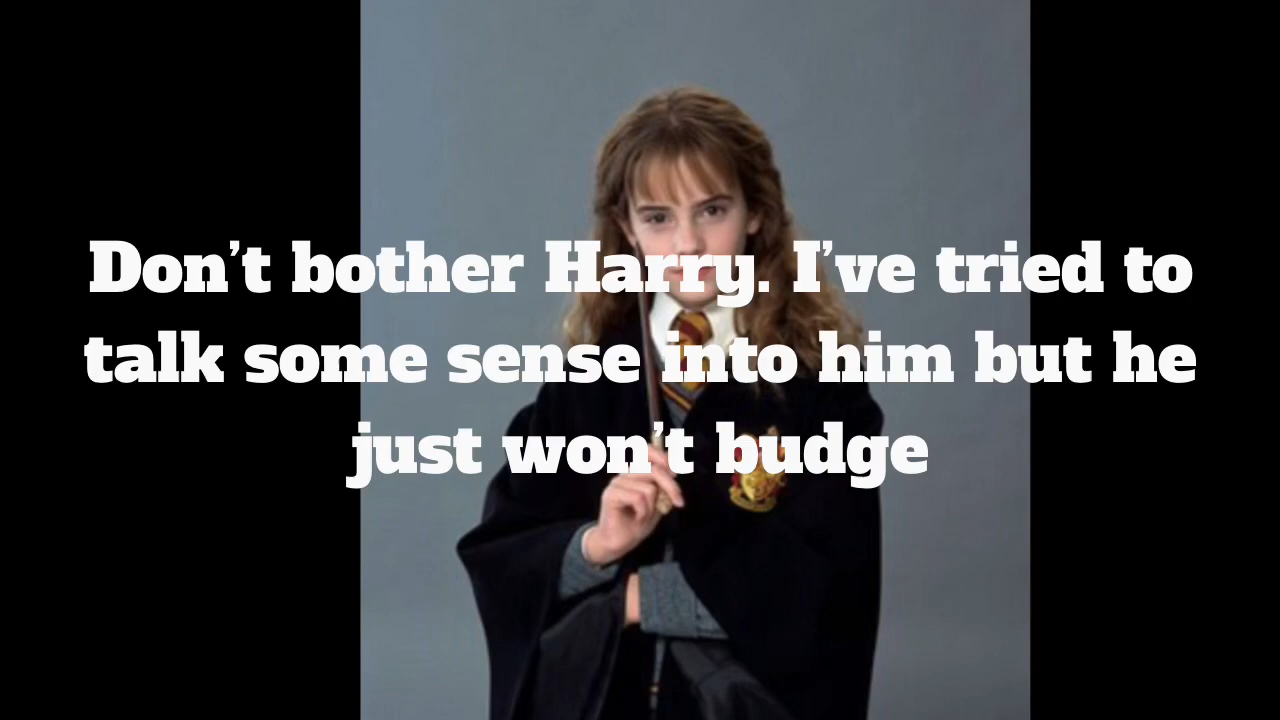 Don’t bother Harry. I’ve tried to
talk some sense into him but he
just won’t budge